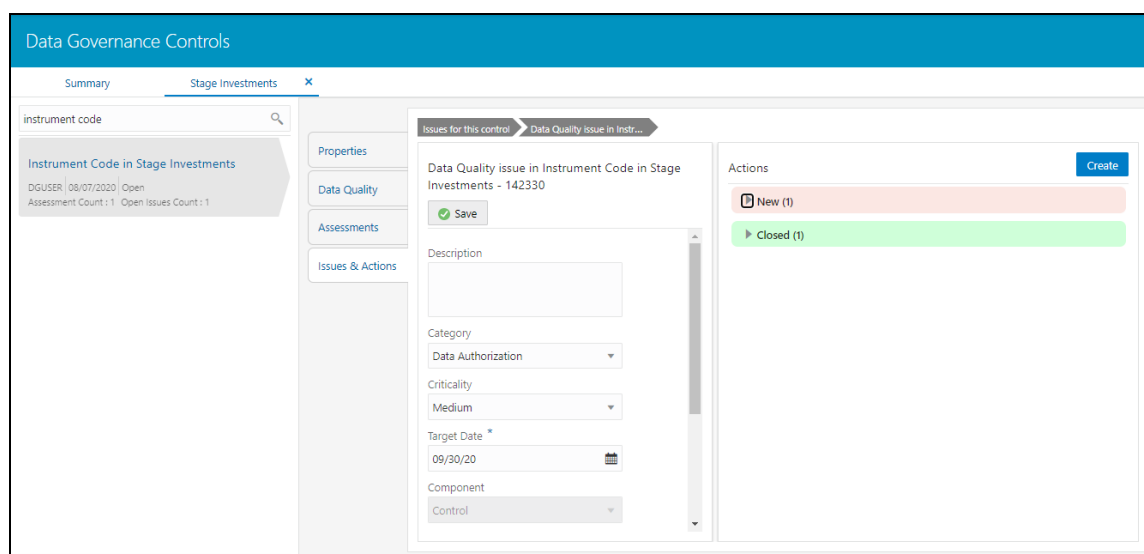 Data Governance Controls
Summary
Stage Investments
instrument code
Instrument Code in Stage Investments
DGUSER 08/07/2020 Open
Assessment Count : 1 Open Issues Count : 1
Properties
Data Quality
Assessments
Issues & Actions
Issues for this control Data Quality issue in Instr...
Data Quality issue in Instrument Code in Stage
Investments - 142330
Save
Description
Category
Data Authorization
Criticality
Medium
Target Date *
09/30/20
Component
Control
Actions
Create
New (1)
Closed (1)